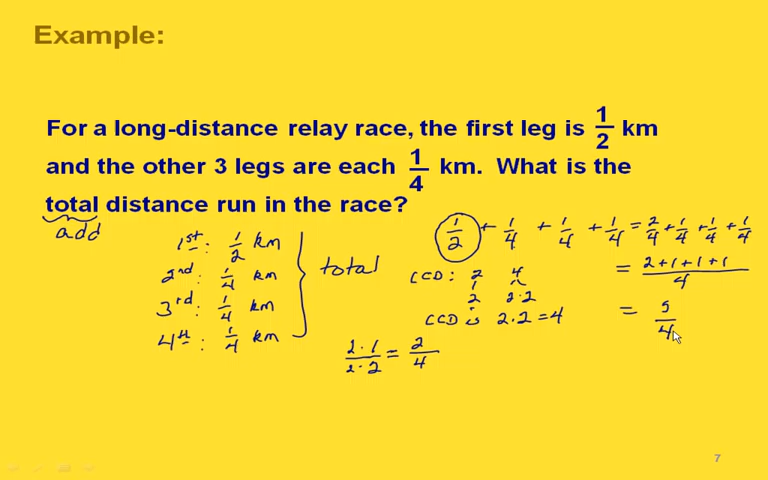 Example:
For a long-distance relay race, the first leg is 1/2 km
and the other 3 legs are each 1/4 km. What is the
total distance run in the race?
add
1st: 1/2 km
2nd: 1/4 km
3rd: 1/4 km
4th: 1/4 km
total
1/2 + 1/4 + 1/4 + 1/4 = 2/4 + 1/4 + 1/4 + 1/4
LCD: 2 4
2 2·2
LCD is 2·2=4
= 2+1+1+1/4
= 5/4
2·1/2·2 = 2/4
7